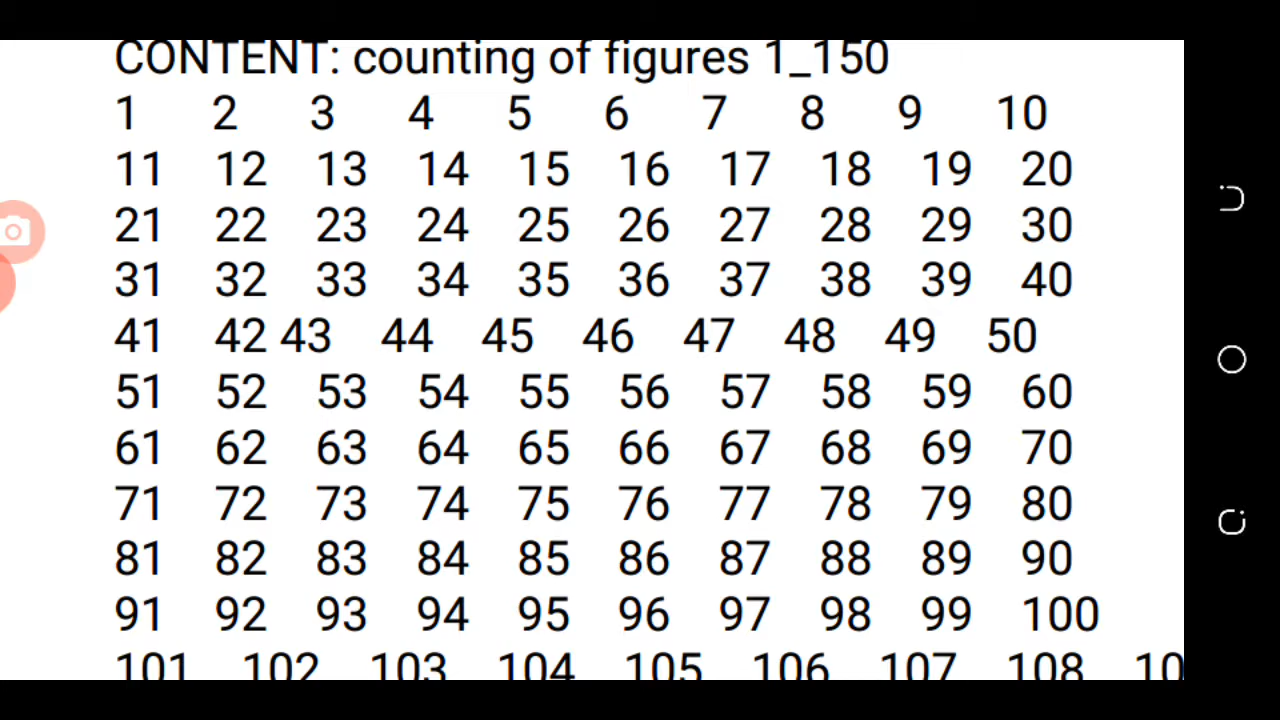 CONTENT: counting of figures 1_150
1 2 3 4 5 6 7 8 9 10
11 12 13 14 15 16 17 18 19 20
21 22 23 24 25 26 27 28 29 30
31 32 33 34 35 36 37 38 39 40
41 42 43 44 45 46 47 48 49 50
51 52 53 54 55 56 57 58 59 60
61 62 63 64 65 66 67 68 69 70
71 72 73 74 75 76 77 78 79 80
81 82 83 84 85 86 87 88 89 90
91 92 93 94 95 96 97 98 99 100
101 102 103 104 105 106 107 108